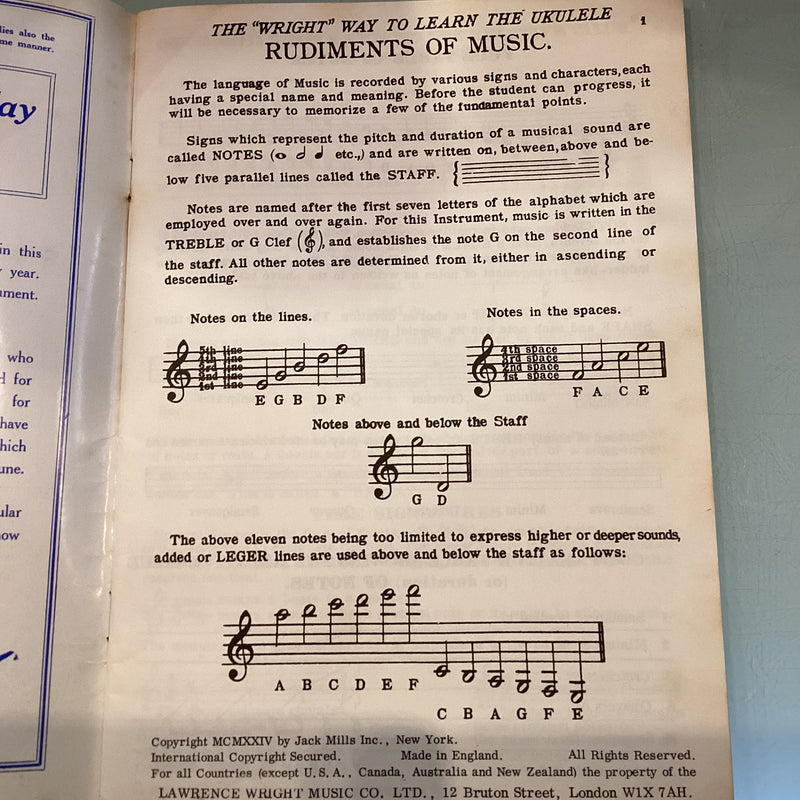 lies also the
me manner.
ay
in this
year.
ument.
who
for
for
have
hich
une.
ular
now
THE "WRIGHT" WAY TO LEARN THE UKULELE
1
RUDIMENTS OF MUSIC.
The language of Music is recorded by various signs and characters, each
having a special name and meaning. Before the student can progress, it
will be necessary to memorize a few of the fundamental points.
Signs which represent the pitch and duration of a musical sound are
called NOTES ( etc.,) and are written on, between, above and be-
low five parallel lines called the STAFF.
Notes are named after the first seven letters of the alphabet which are
employed over and over again. For this Instrument, music is written in the
TREBLE or G Clef ( ), and establishes the note G on the second line of
the staff. All other notes are determined from it, either in ascending or
descending.
Notes on the lines.
5th line
4th line
3rd line
2nd line
1st line
E G B D F
Notes in the spaces.
4th space
3rd space
2nd space
1st space
F A C E
Notes above and below the Staff
G D
The above eleven notes being too limited to express higher or deeper sounds,
added or LEGER lines are used above and below the staff as follows:
A B C D E F
C B A G F E
Copyright MCMXXIV by Jack Mills Inc., New York.
International Copyright Secured. Made in England. All Rights Reserved.
For all Countries (except U.S.A., Canada, Australia and New Zealand) the property of the
LAWRENCE WRIGHT MUSIC CO. LTD., 12 Bruton Street, London W1X 7AH.